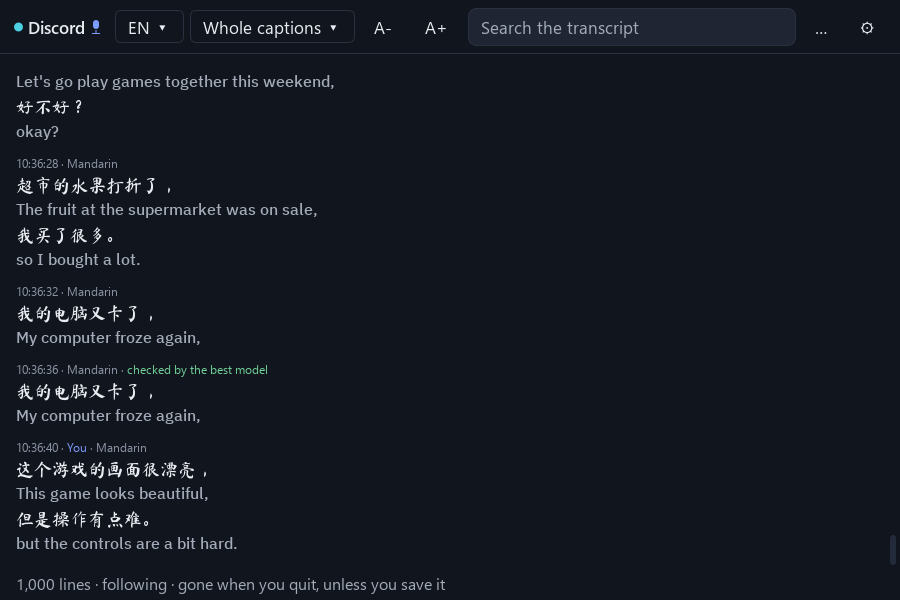 Discord EN ▼ Whole captions ▼ A- A+ Search the transcript ...
Let's go play games together this weekend,
好不好？
okay?
10:36:28 · Mandarin
超市的水果打折了，
The fruit at the supermarket was on sale,
我买了很多。
so I bought a lot.
10:36:32 · Mandarin
我的电脑又卡了，
My computer froze again,
10:36:36 · Mandarin · checked by the best model
我的电脑又卡了，
My computer froze again,
10:36:40 · You · Mandarin
这个游戏的画面很漂亮，
This game looks beautiful,
但是操作有点难。
but the controls are a bit hard.
1,000 lines · following · gone when you quit, unless you save it